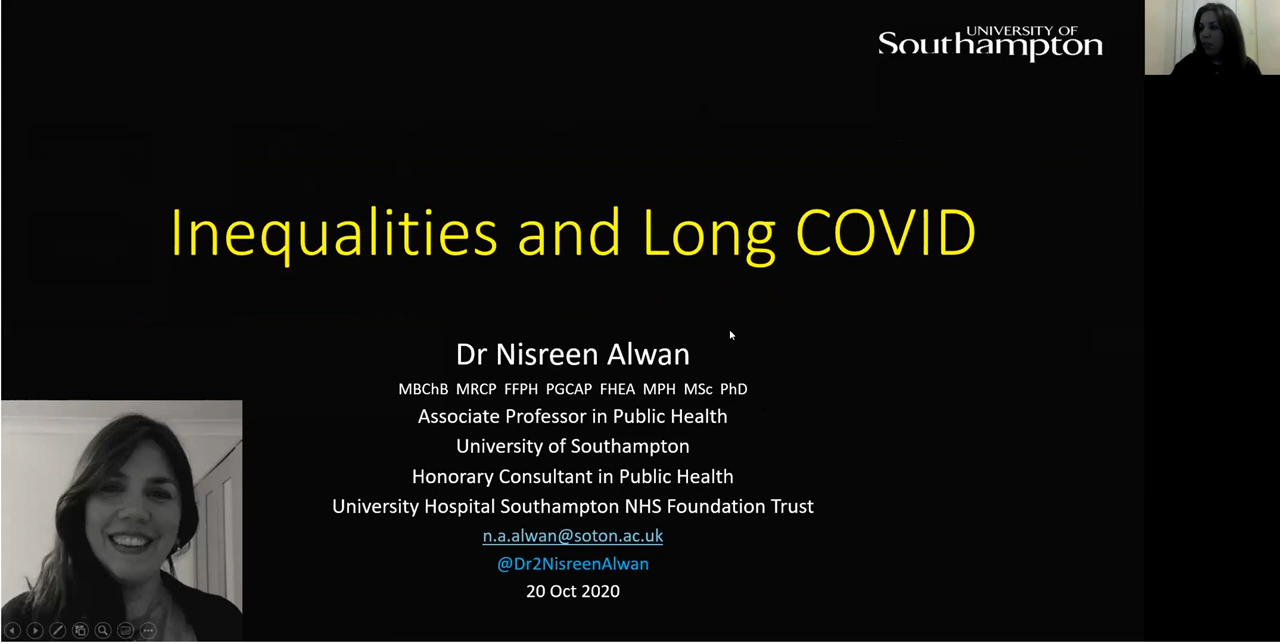 UNIVERSITY OF
Southampton
Inequalities and Long COVID
Dr Nisreen Alwan
MBChB MRCP FFPH PGCAP FHEA MPH MSc PhD
Associate Professor in Public Health
University of Southampton
Honorary Consultant in Public Health
University Hospital Southampton NHS Foundation Trust
n.a.alwan@soton.ac.uk
@Dr2NisreenAlwan
20 Oct 2020